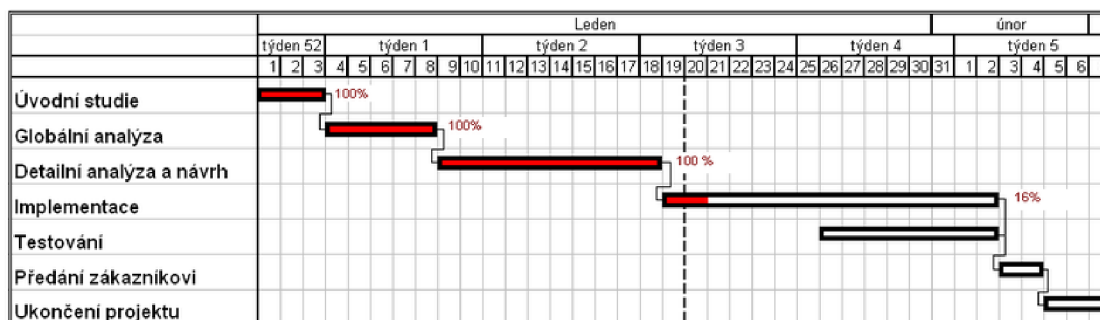 Leden únor
týden 52 týden 1 týden 2 týden 3 týden 4 týden 5
1 2 3 4 5 6 7 8 9 10 11 12 13 14 15 16 17 18 19 20 21 22 23 24 25 26 27 28 29 30 31 1 2 3 4 5 6
Úvodní studie 100%
Globální analýza 100%
Detailní analýza a návrh 100 %
Implementace 16%
Testování
Předání zákazníkovi
Ukončení projektu